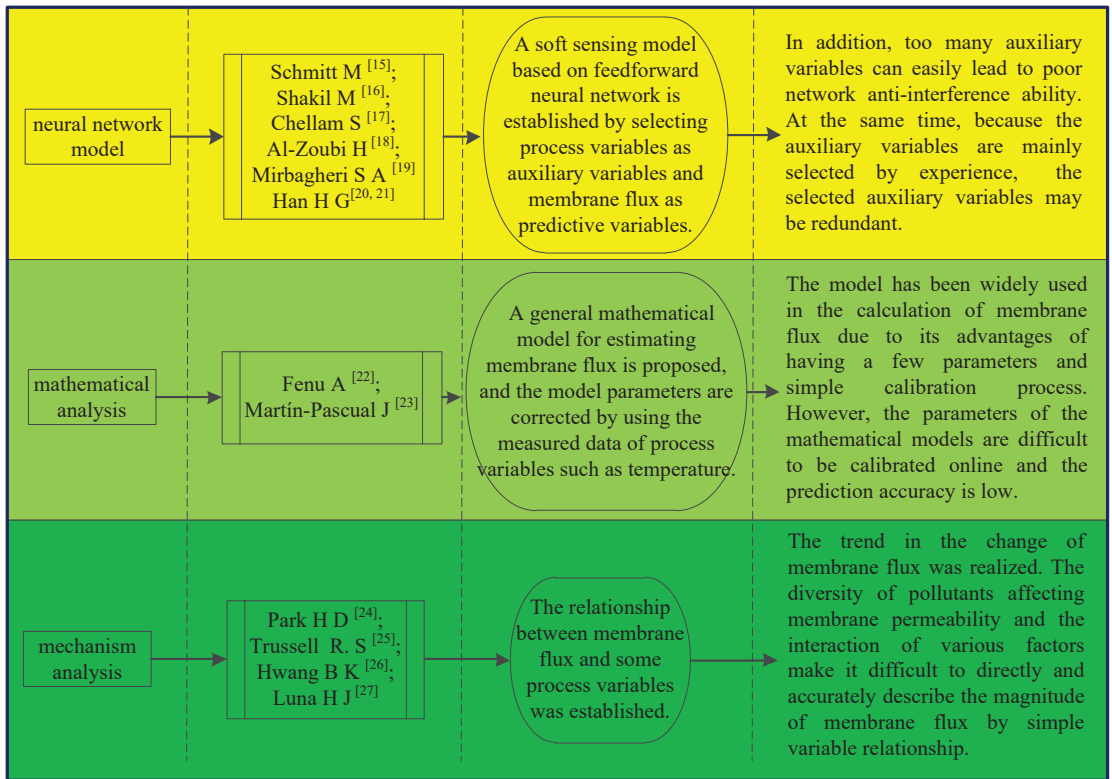 neural network
model
Schmitt M [15];
Shakil M [16];
Chellam S [17];
Al-Zoubi H [18];
Mirbagheri S A [19]
Han H G[20, 21]
A soft sensing model
based on feedforward
neural network is
established by selecting
process variables as
auxiliary variables and
membrane flux as
predictive variables.
In addition, too many auxiliary
variables can easily lead to poor
network anti-interference ability.
At the same time, because the
auxiliary variables are mainly
selected by experience, the
selected auxiliary variables may
be redundant.
mathematical
analysis
Fenu A [22];
Martín-Pascual J [23]
A general mathematical
model for estimating
membrane flux is proposed,
and the model parameters are
corrected by using the
measured data of process
variables such as temperature.
The model has been widely used
in the calculation of membrane
flux due to its advantages of
having a few parameters and
simple calibration process.
However, the parameters of the
mathematical models are difficult
to be calibrated online and the
prediction accuracy is low.
mechanism
analysis
Park H D [24];
Trussell R. S [25];
Hwang B K [26];
Luna H J [27]
The relationship
between membrane
flux and some
process variables
was established.
The trend in the change of
membrane flux was realized. The
diversity of pollutants affecting
membrane permeability and the
interaction of various factors
make it difficult to directly and
accurately describe the magnitude
of membrane flux by simple
variable relationship.